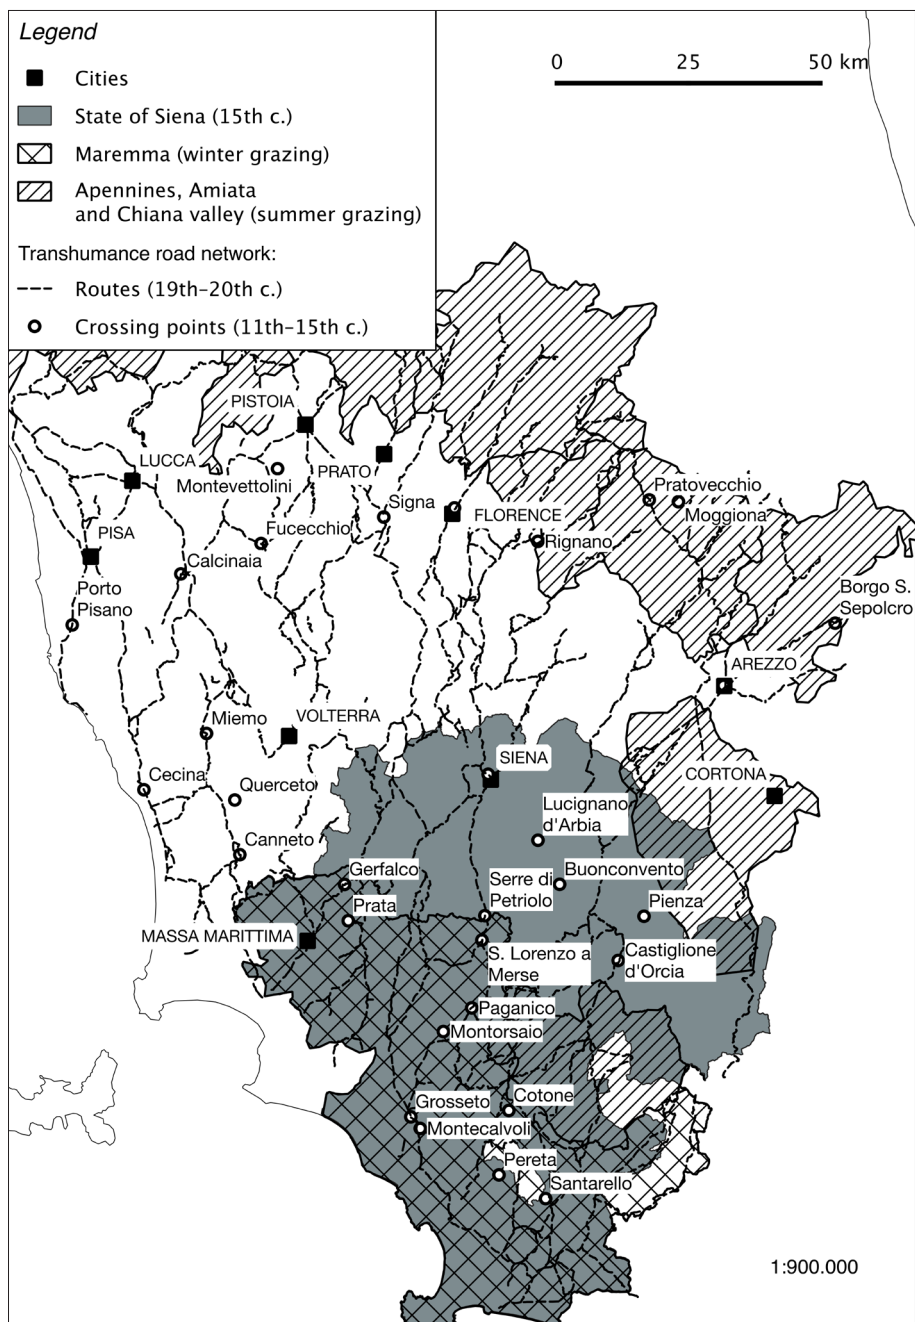 Legend
Cities
State of Siena (15th c.)
Maremma (winter grazing)
Apennines, Amiata
and Chiana valley (summer grazing)
Transhumance road network:
Routes (19th–20th c.)
Crossing points (11th–15th c.)
0 25 50 km
PISTOIA
LUCCA
PRATO
Montevettolini
Signa
Pratovecchio
FLORENCE
Moggiona
Fucecchio
PISA
Rignano
Calcinaia
Porto
Pisano
Borgo S.
Sepolcro
AREZZO
Miemo
VOLTERRA
SIENA
Cecina
CORTONA
Querceto
Lucignano
d'Arbia
Canneto
Gerfalco
Buonconvento
Serre di
Petriolo
Prata
Pienza
MASSA MARITTIMA
S. Lorenzo a
Merse
Castiglione
d'Orcia
Paganico
Montorsaio
Cotone
Grosseto
Montecalvoli
Pereta
Santarello
1:900.000